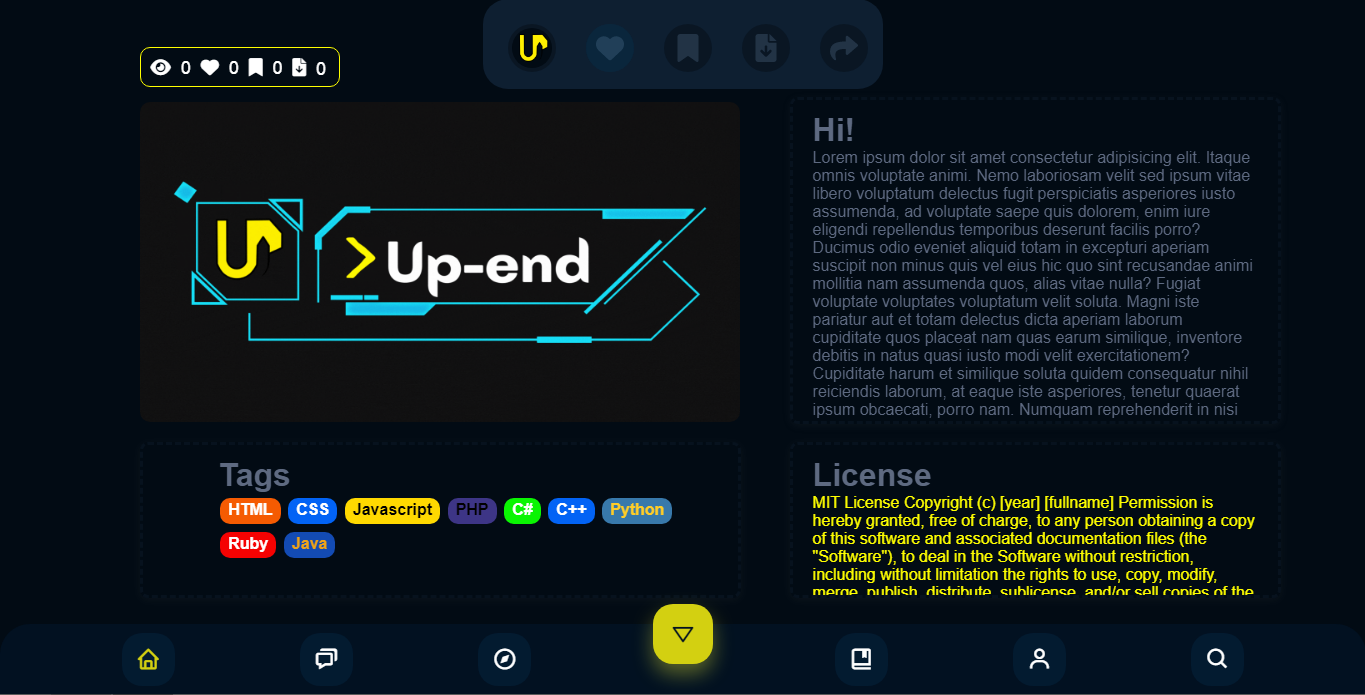 0 0 0 0
Up-end
Hi!
Lorem ipsum dolor sit amet consectetur adipisicing elit. Itaque
omnis voluptate animi. Nemo laboriosam velit sed ipsum vitae
libero voluptatum delectus fugit perspiciatis asperiores iusto
assumenda, ad voluptate saepe quis dolorem, enim iure
eligendi repellendus temporibus deserunt facilis porro?
Ducimus odio eveniet aliquid totam in excepturi aperiam
suscipit non minus quis vel eius hic quo sint recusandae animi
mollitia nam assumenda quos, alias vitae nulla? Fugiat
voluptate voluptates voluptatum velit soluta. Magni iste
pariatur aut et totam delectus dicta aperiam laborum
cupiditate quos placeat nam quas earum similique, inventore
debitis in natus quasi iusto modi velit exercitationem?
Cupiditate harum et similique soluta quidem consequatur nihil
reiciendis laborum, at eaque iste asperiores, tenetur quaerat
ipsum obcaecati, porro nam. Numquam reprehenderit in nisi
Tags
HTML CSS Javascript PHP C# C++ Python
Ruby Java
License
MIT License Copyright (c) [year] [fullname] Permission is
hereby granted, free of charge, to any person obtaining a copy
of this software and associated documentation files (the
"Software"), to deal in the Software without restriction,
including without limitation the rights to use, copy, modify,
merge, publish, distribute, sublicense, and/or sell copies of the